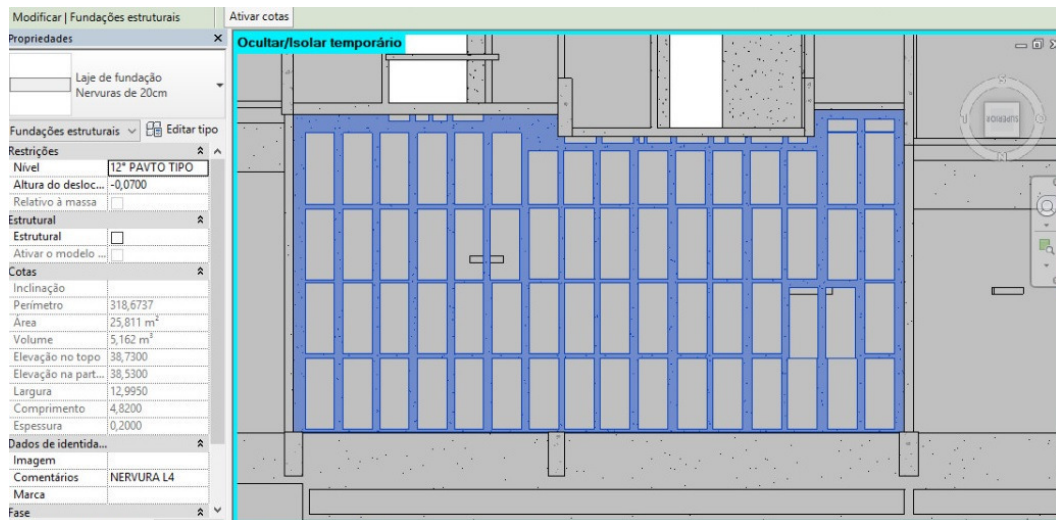 Modificar | Fundações estruturais Ativar cotas
Propriedades
Ocultar/Isolar temporário
Laje de fundação
Nervuras de 20cm
Fundações estruturais Editar tipo
Restrições
Nível 12° PAVTO TIPO
Altura do desloc... -0,0700
Relativo à massa
Estrutural
Estrutural
Ativar o modelo ...
Cotas
Inclinação
Perímetro 318,6737
Área 25,811 m²
Volume 5,162 m³
Elevação no topo 38,7300
Elevação na part... 38,5300
Largura 12,9950
Comprimento 4,8200
Espessura 0,2000
Dados de identida...
Imagem
Comentários NERVURA L4
Marca
Fase